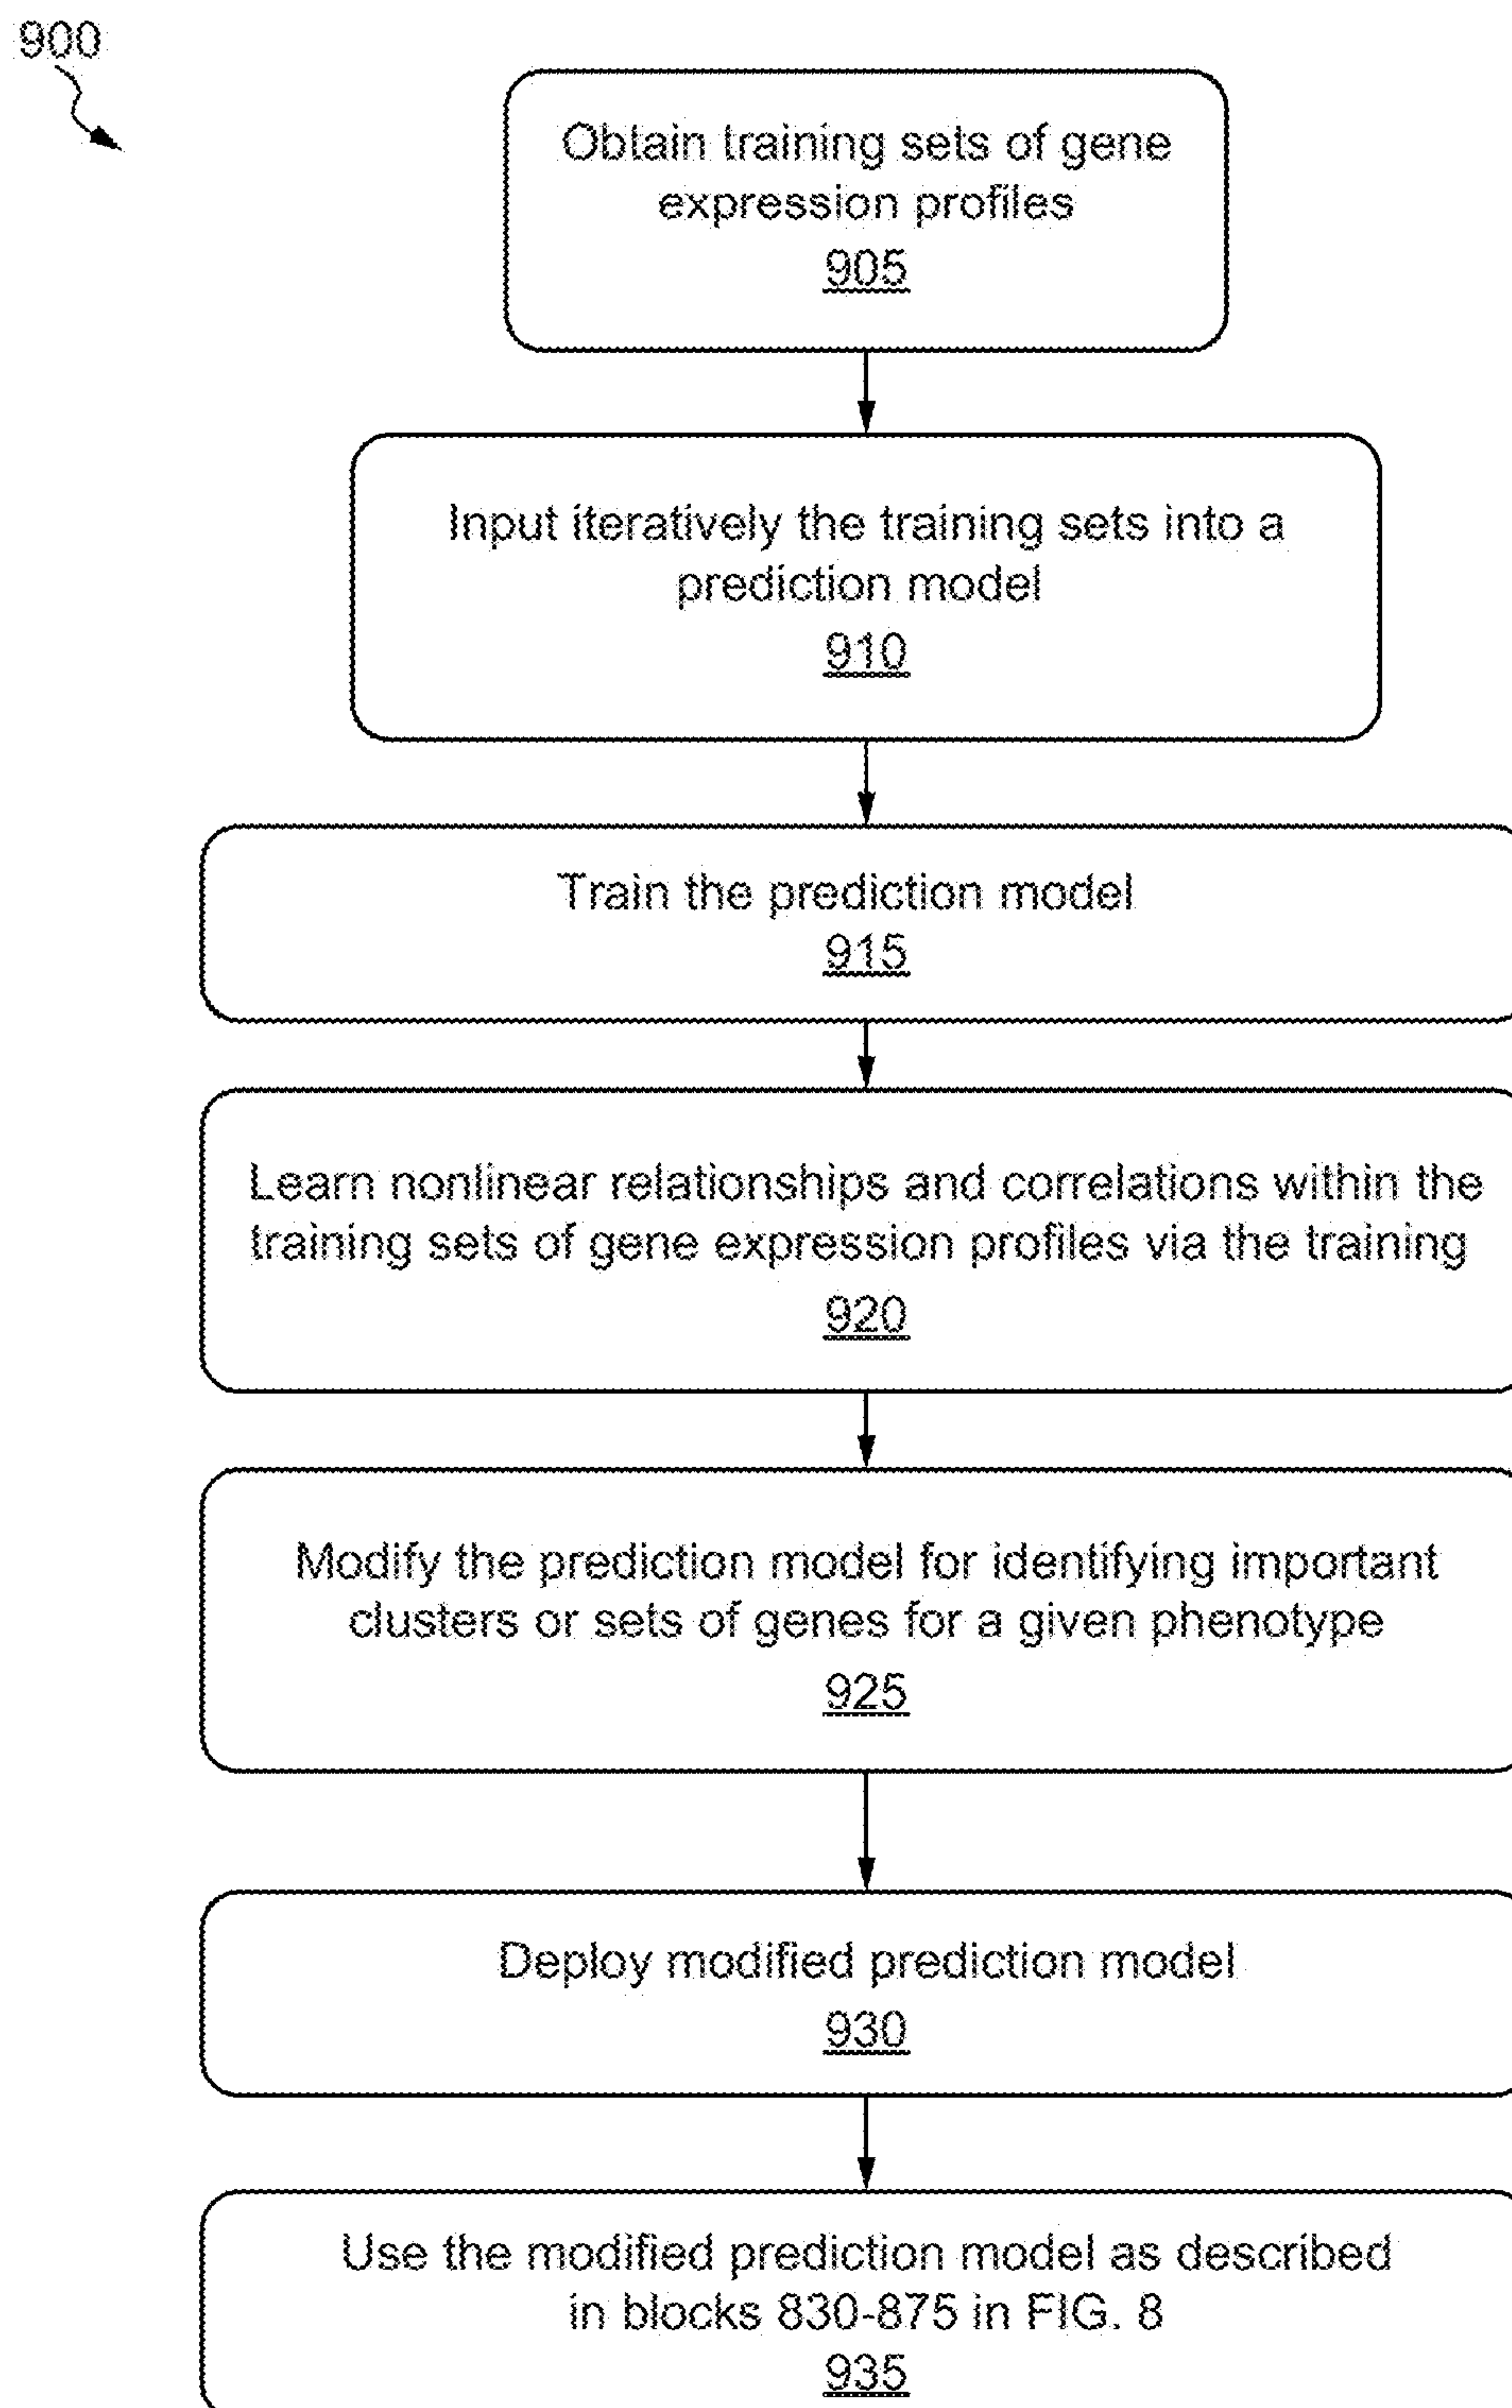 900
Obtain training sets of gene
expression profiles
905
Input iteratively the training sets into a
prediction model
910
Train the prediction model
915
Learn nonlinear relationships and correlations within the
training sets of gene expression profiles via the training
920
Modify the prediction model for identifying important
clusters or sets of genes for a given phenotype
925
Deploy modified prediction model
930
Use the modified prediction model as described
in blocks 830-875 in FIG. 8
935